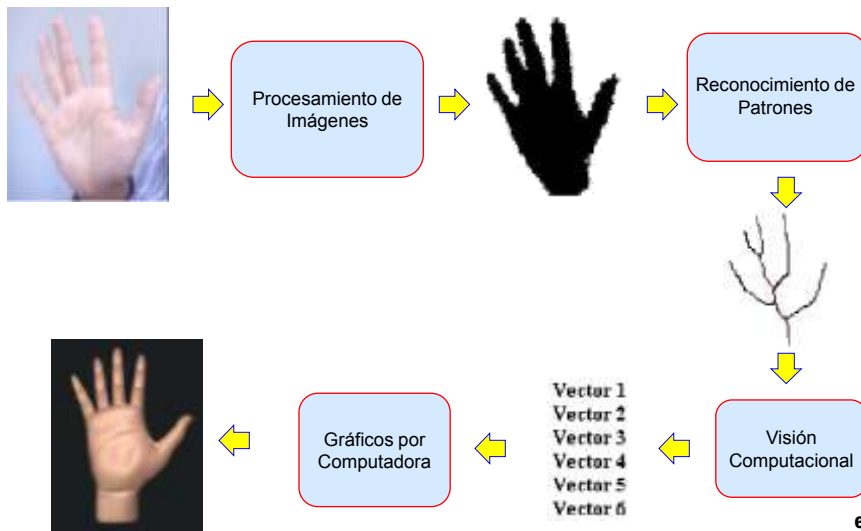 Procesamiento de
Imágenes
Reconocimiento de
Patrones
Visión
Computacional
Vector 1
Vector 2
Vector 3
Vector 4
Vector 5
Vector 6
Gráficos por
Computadora